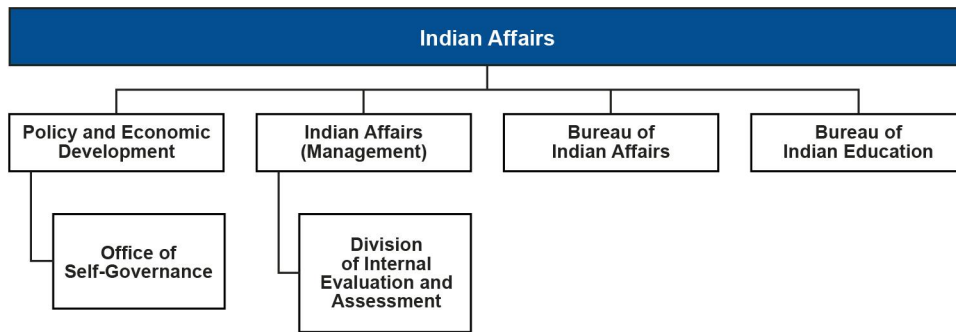 Indian Affairs
Policy and Economic
Development
Indian Affairs
(Management)
Bureau of
Indian Affairs
Bureau of
Indian Education
Office of
Self-Governance
Division
of Internal
Evaluation and
Assessment